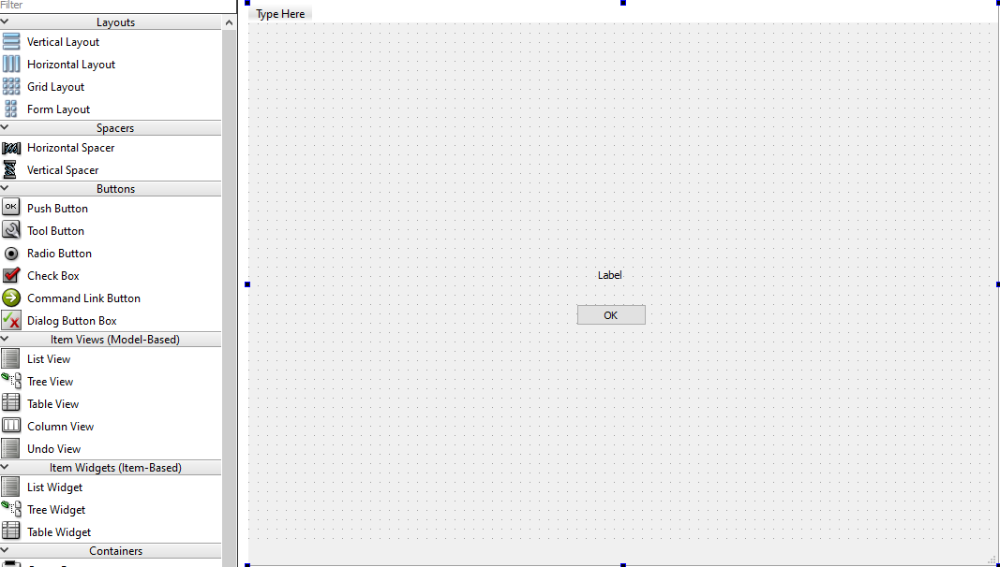 Filter
Layouts
Vertical Layout
Horizontal Layout
Grid Layout
Form Layout
Spacers
Horizontal Spacer
Vertical Spacer
Buttons
OK
Push Button
Tool Button
Radio Button
Check Box
Command Link Button
Dialog Button Box
Item Views (Model-Based)
List View
Tree View
Table View
Column View
Undo View
Item Widgets (Item-Based)
List Widget
Tree Widget
Table Widget
Containers
Type Here
Label
OK